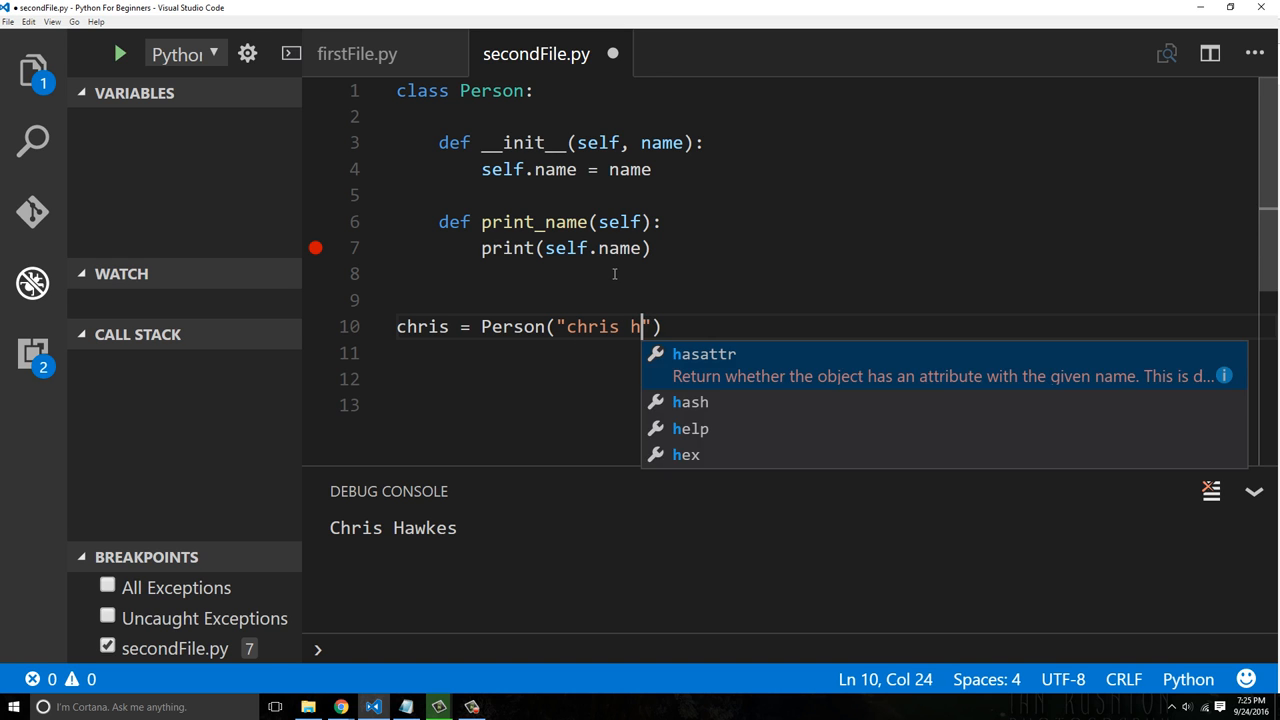 secondFile.py - Python For Beginners - Visual Studio Code
File Edit View Go Help
Python
firstFile.py
secondFile.py
1
VARIABLES
1 class Person:
2
3 def __init__(self, name):
4 self.name = name
5
6 def print_name(self):
7 print(self.name)
8
9
10 chris = Person("chris h")
11
12
13
hasattr
Return whether the object has an attribute with the given name. This is d...
hash
help
hex
WATCH
CALL STACK
2
DEBUG CONSOLE
Chris Hawkes
BREAKPOINTS
All Exceptions
Uncaught Exceptions
secondFile.py 7
0 0
Ln 10, Col 24 Spaces: 4 UTF-8 CRLF Python
I'm Cortana. Ask me anything.
7:25 PM
9/24/2016